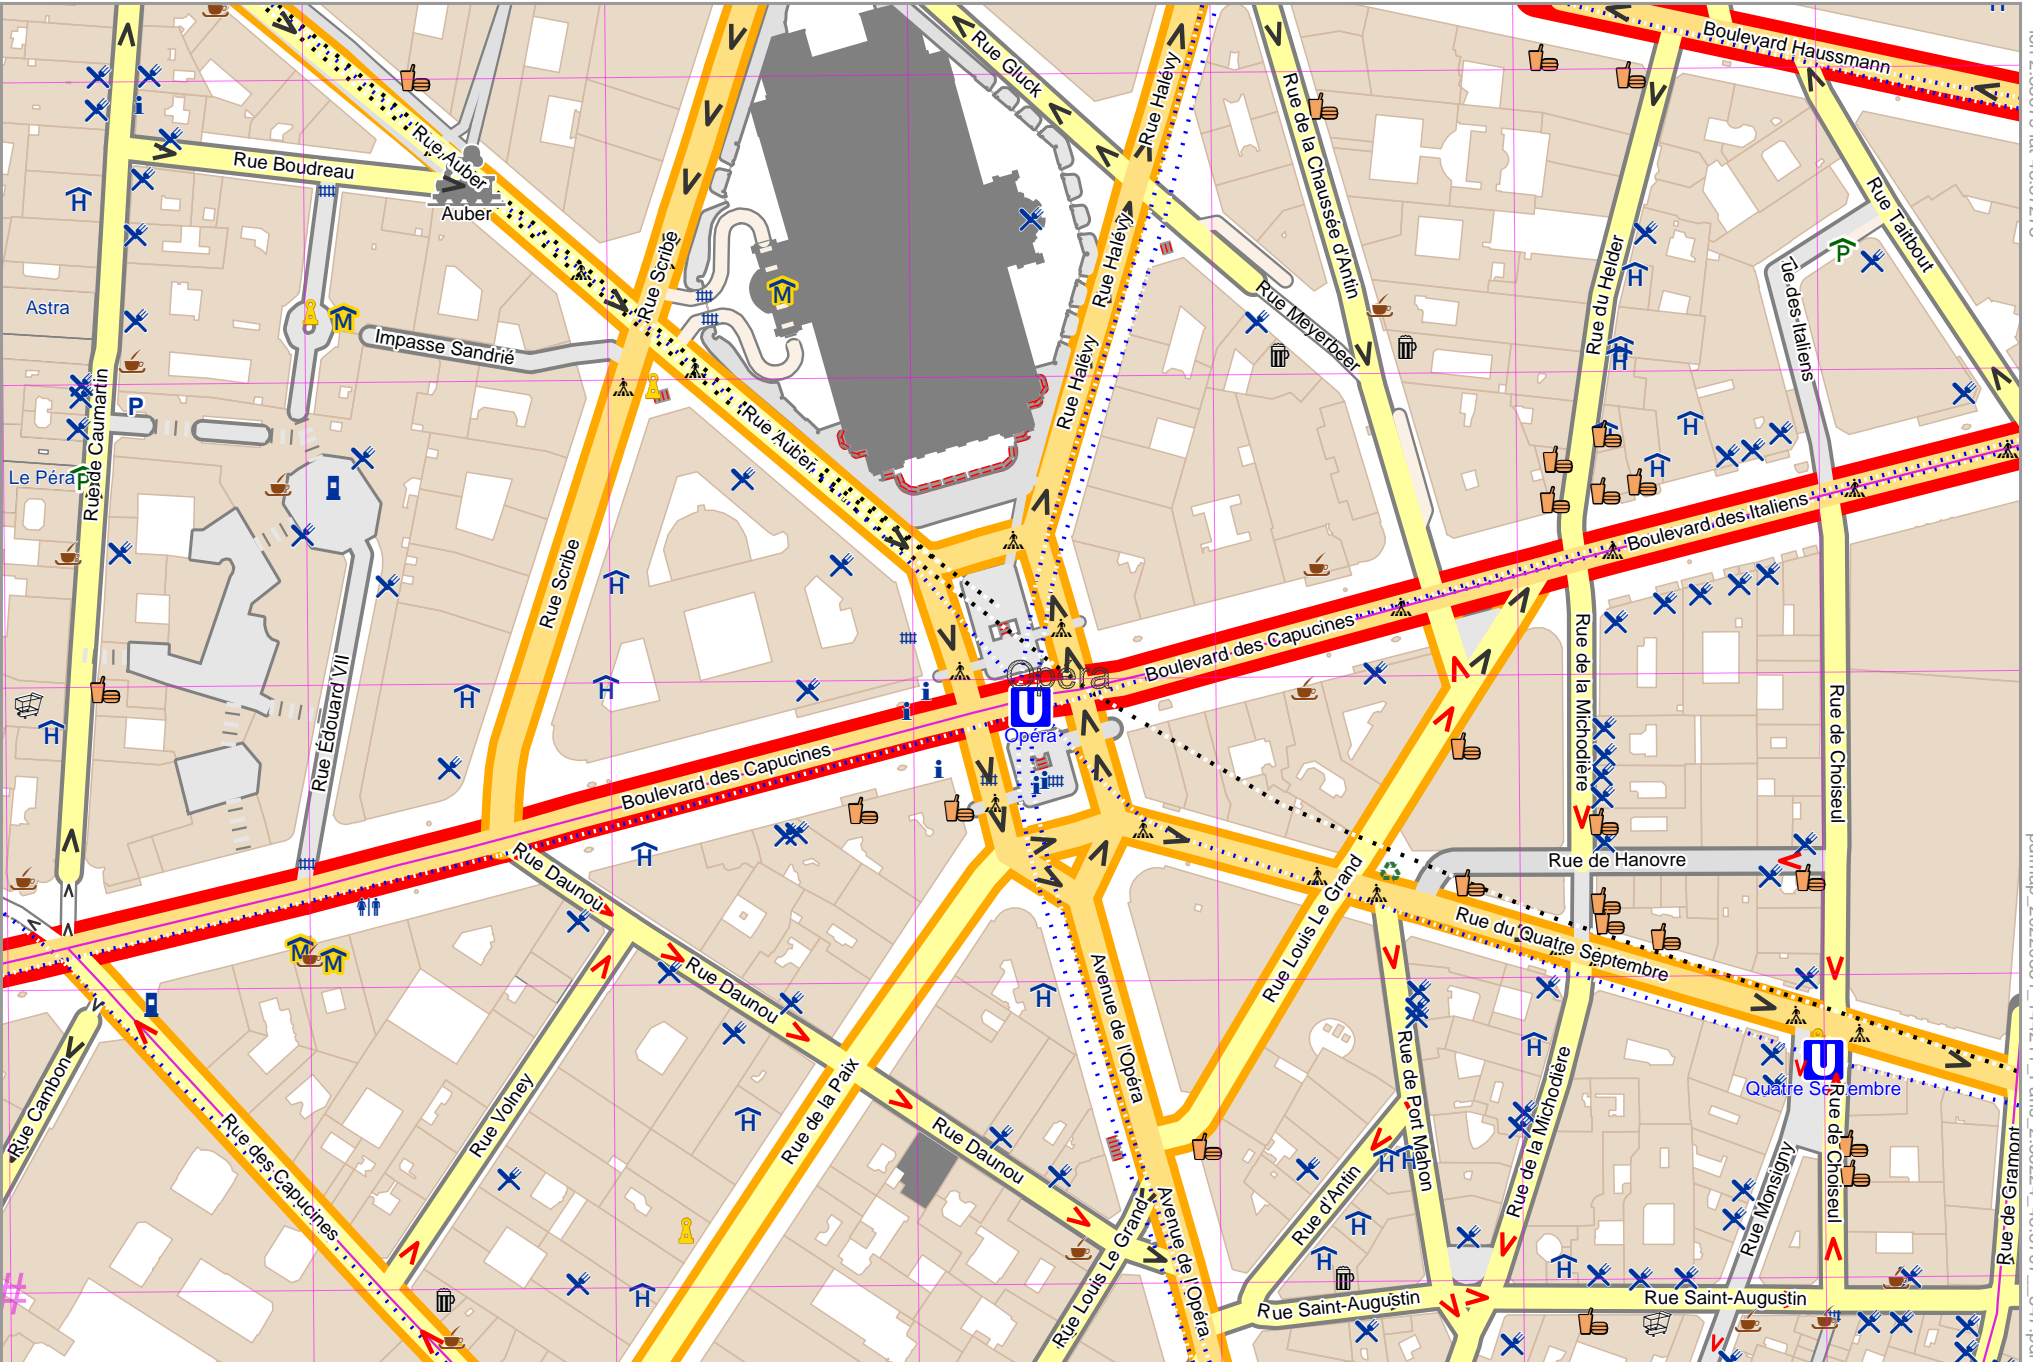 Boulevard Haussmann
Rue Gluck
Rue Halévy
Rue de la Chaussée d'Antin
Rue Auber
Rue Boudreau
Auber
Rue Taitbout
Rue Scribe
Rue Halévy
Rue du Helder
Rue Meyerbeer
Astra
Impasse Sandrié
Rue Halévy
Rue de Caumartin
Rue Auber
Le Péra
P
Boulevard des Italiens
Rue Scribe
Boulevard des Capucines
Rue de la Michodière
Opéra
Rue Édouard VII
U
Opéra
Boulevard des Capucines
Rue de Choiseul
Rue de Hanovre
Rue Daunou
Rue Louis Le Grand
Rue du Quatre Septembre
Rue Daunou
Avenue de l'Opéra
Rue de Port Mahon
U
Quatre Se
embre
Rue Cambon
Rue Volney
Rue de la Paix
Rue Daunou
Rue des Capucines
Rue d'Antin
Rue de la Michodière
Rue Monsigny
Rue de Choiseul
Rue de Gramont
Rue Louis Le Grand
Avenue de l'Opéra
Rue Saint-Augustin
Rue Saint-Augustin
#